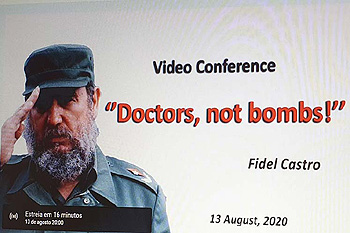 Video Conference
“Doctors, not bombs!”
Fidel Castro
Estreia em 16 minutos
13 de agosto 20:00
13 August, 2020